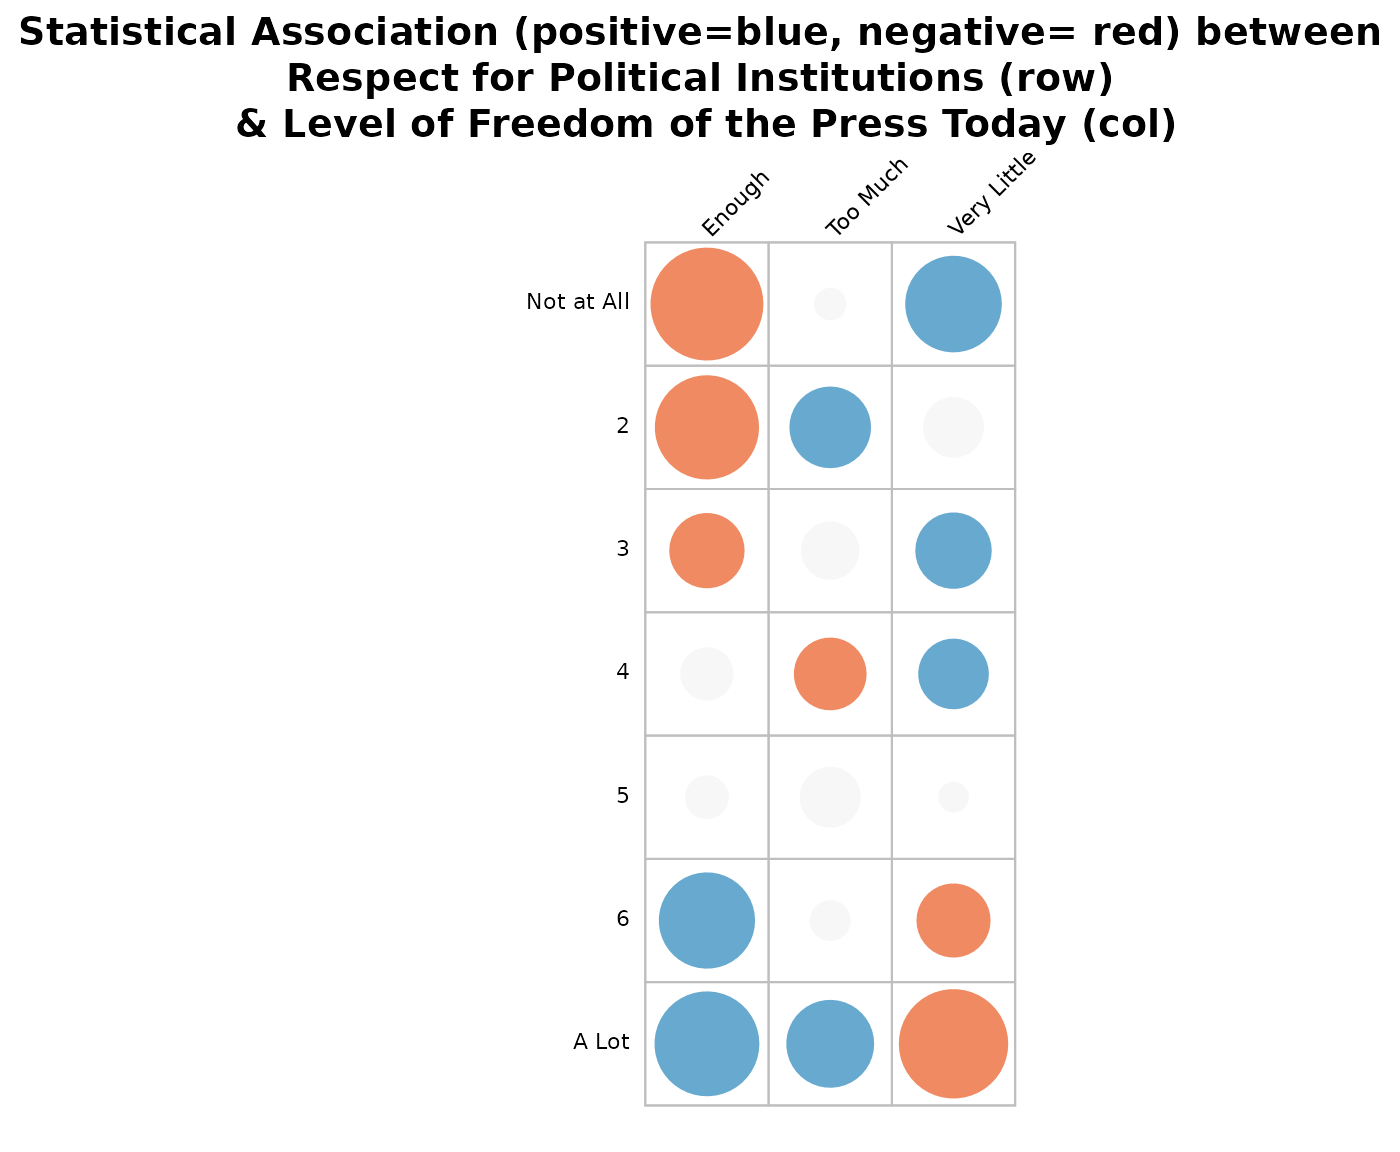 Statistical Association (positive=blue, negative= red) between
Respect for Political Institutions (row)
& Level of Freedom of the Press Today (col)
Enough
Too Much
Very Little
Not at All
2
3
4
5
6
A Lot